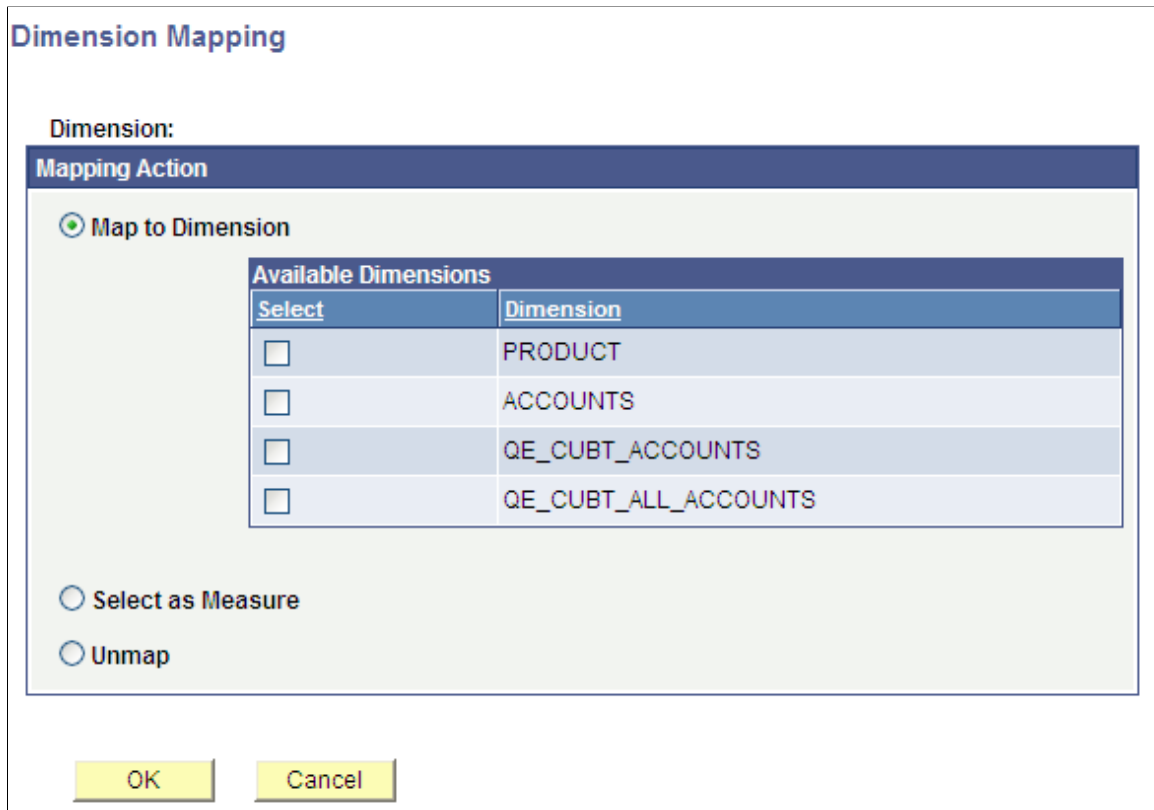 Dimension Mapping
Dimension:
Mapping Action
Map to Dimension
Available Dimensions
Select Dimension
PRODUCT
ACCOUNTS
QE_CUBT_ACCOUNTS
QE_CUBT_ALL_ACCOUNTS
Select as Measure
Unmap
OK Cancel